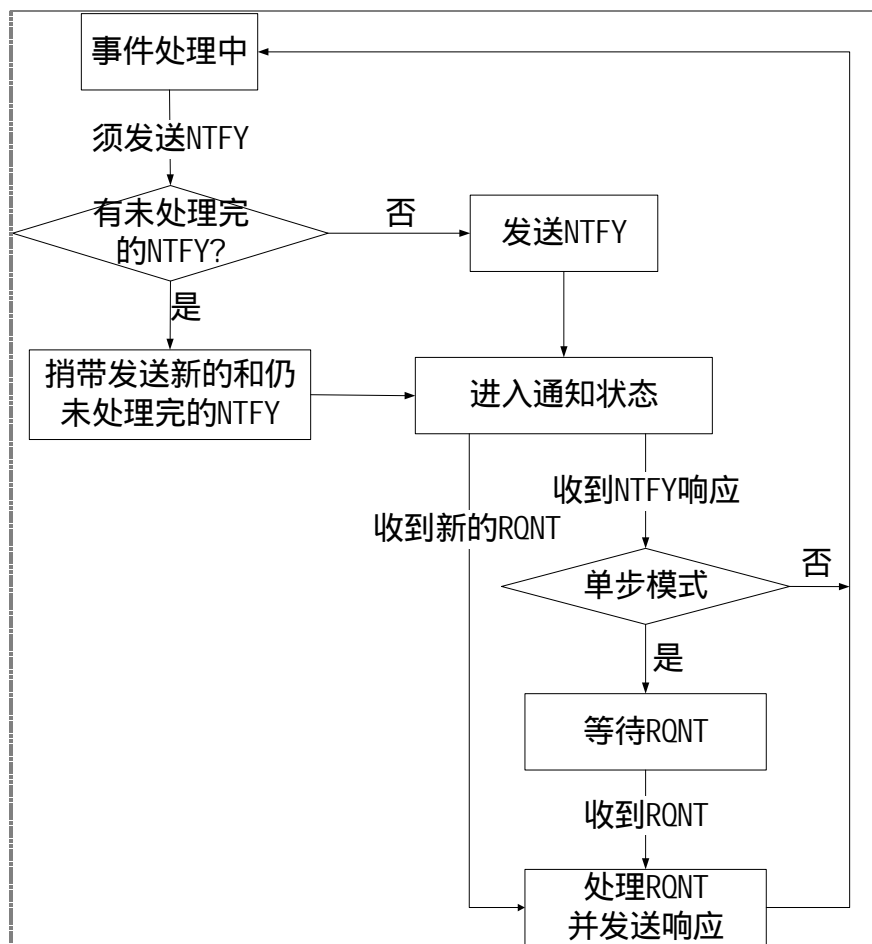 事件处理中
须发送NTFY
有未处理完
的NTFY?
否
发送NTFY
是
捎带发送新的和仍
未处理完的NTFY
进入通知状态
收到NTFY响应
收到新的RQNT
单步模式
否
是
等待RQNT
收到RQNT
处理RQNT
并发送响应